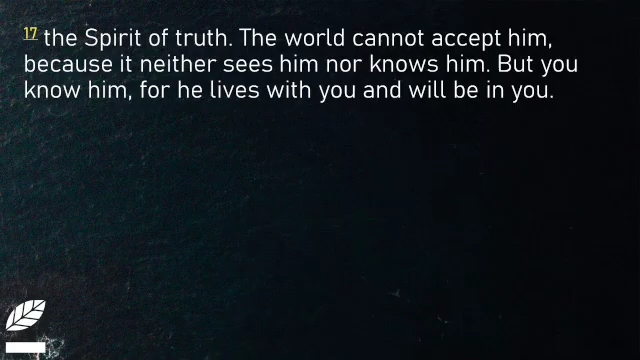 17 the Spirit of truth. The world cannot accept him,
because it neither sees him nor knows him. But you
know him, for he lives with you and will be in you.